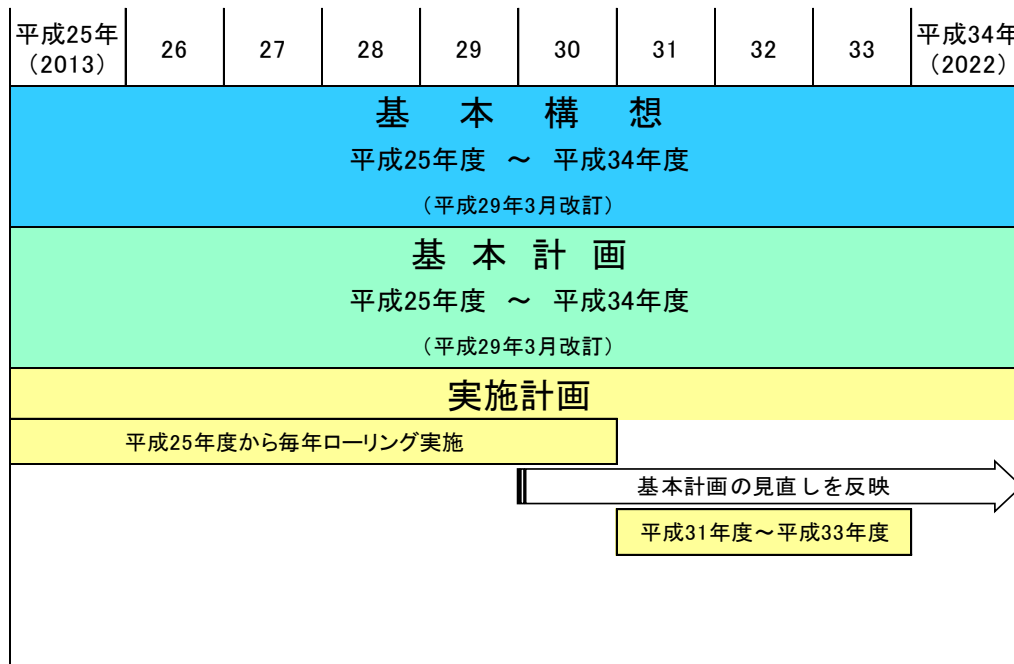 平成25年
（2013）
26
27
28
29
30
31
32
33
平成34年
（2022）
基　本　構　想
平成25年度　～　平成34年度
（平成29年3月改訂）
基　本　計　画
平成25年度　～　平成34年度
（平成29年3月改訂）
実施計画
平成25年度から毎年ローリング実施
基本計画の見直しを反映
平成31年度～平成33年度